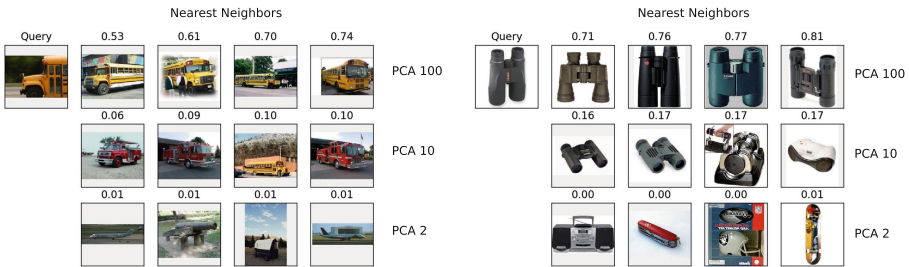 Nearest Neighbors
Query 0.53 0.61 0.70 0.74
PCA 100
0.06 0.09 0.10 0.10
PCA 10
0.01 0.01 0.01 0.01
PCA 2
Nearest Neighbors
Query 0.71 0.76 0.77 0.81
PCA 100
0.16 0.17 0.17 0.17
PCA 10
0.00 0.00 0.00 0.01
PCA 2